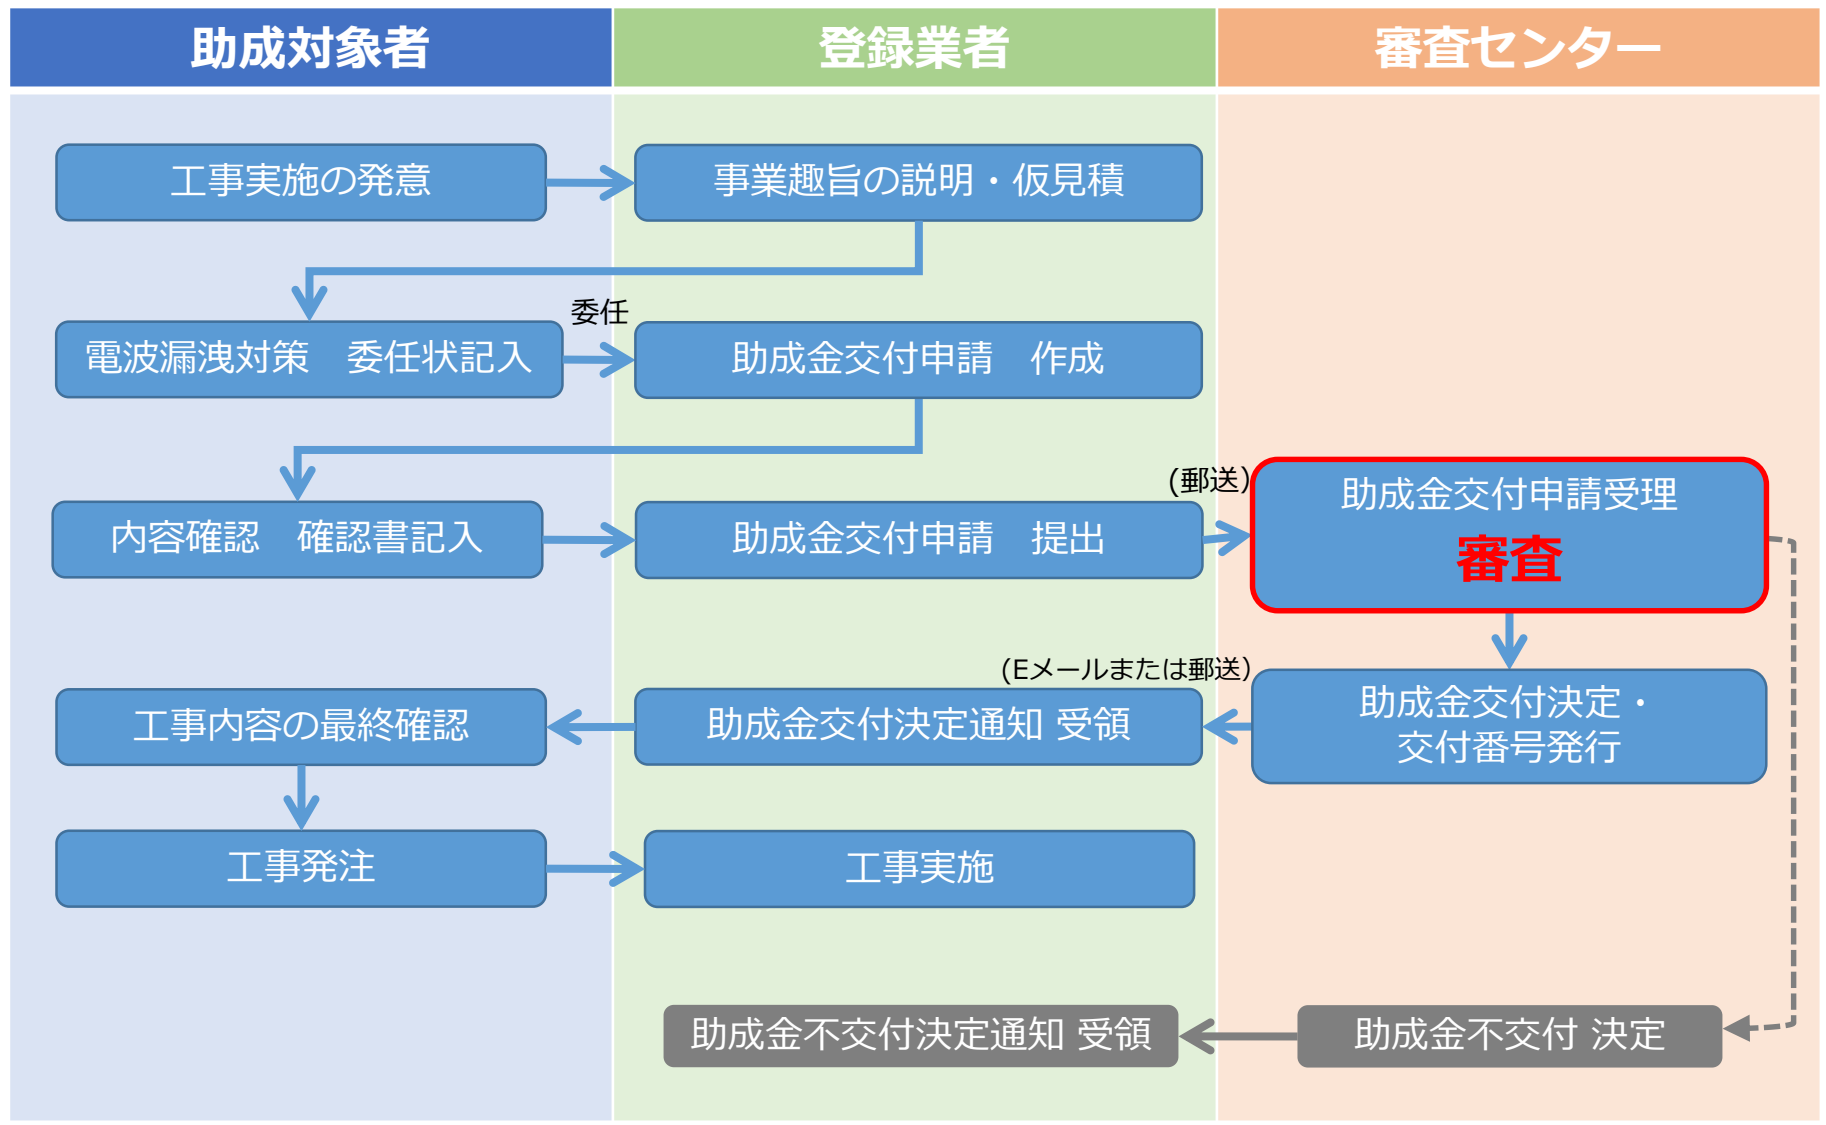 助成対象者
登録業者
審査センター
工事実施の発意
事業趣旨の説明・仮見積
電波漏洩対策　委任状記入
委任
助成金交付申請　作成
内容確認　確認書記入
助成金交付申請　提出
(郵送)
助成金交付申請受理
審査
工事内容の最終確認
助成金交付決定通知 受領
(Eメールまたは郵送)
助成金交付決定・
交付番号発行
工事発注
工事実施
助成金不交付決定通知 受領
助成金不交付 決定